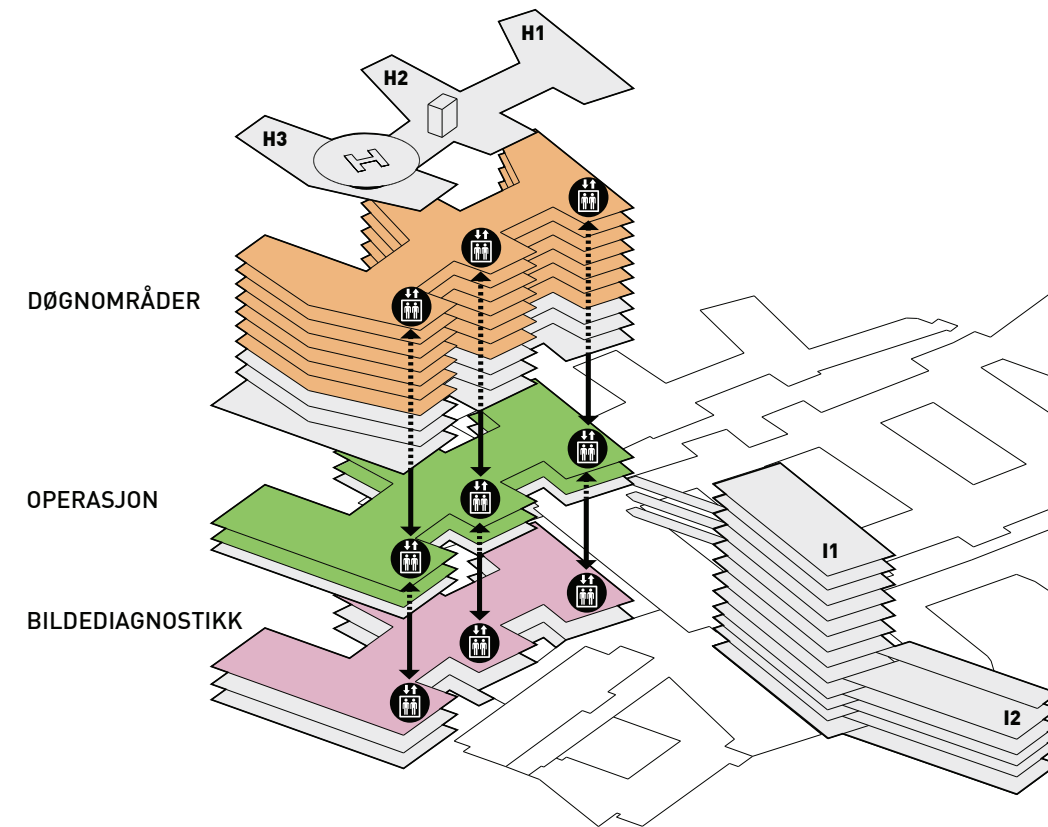 H1
H2
H3
DØGNOMRÅDER
OPERASJON
I1
BILDEDIAGNOSTIKK
I2